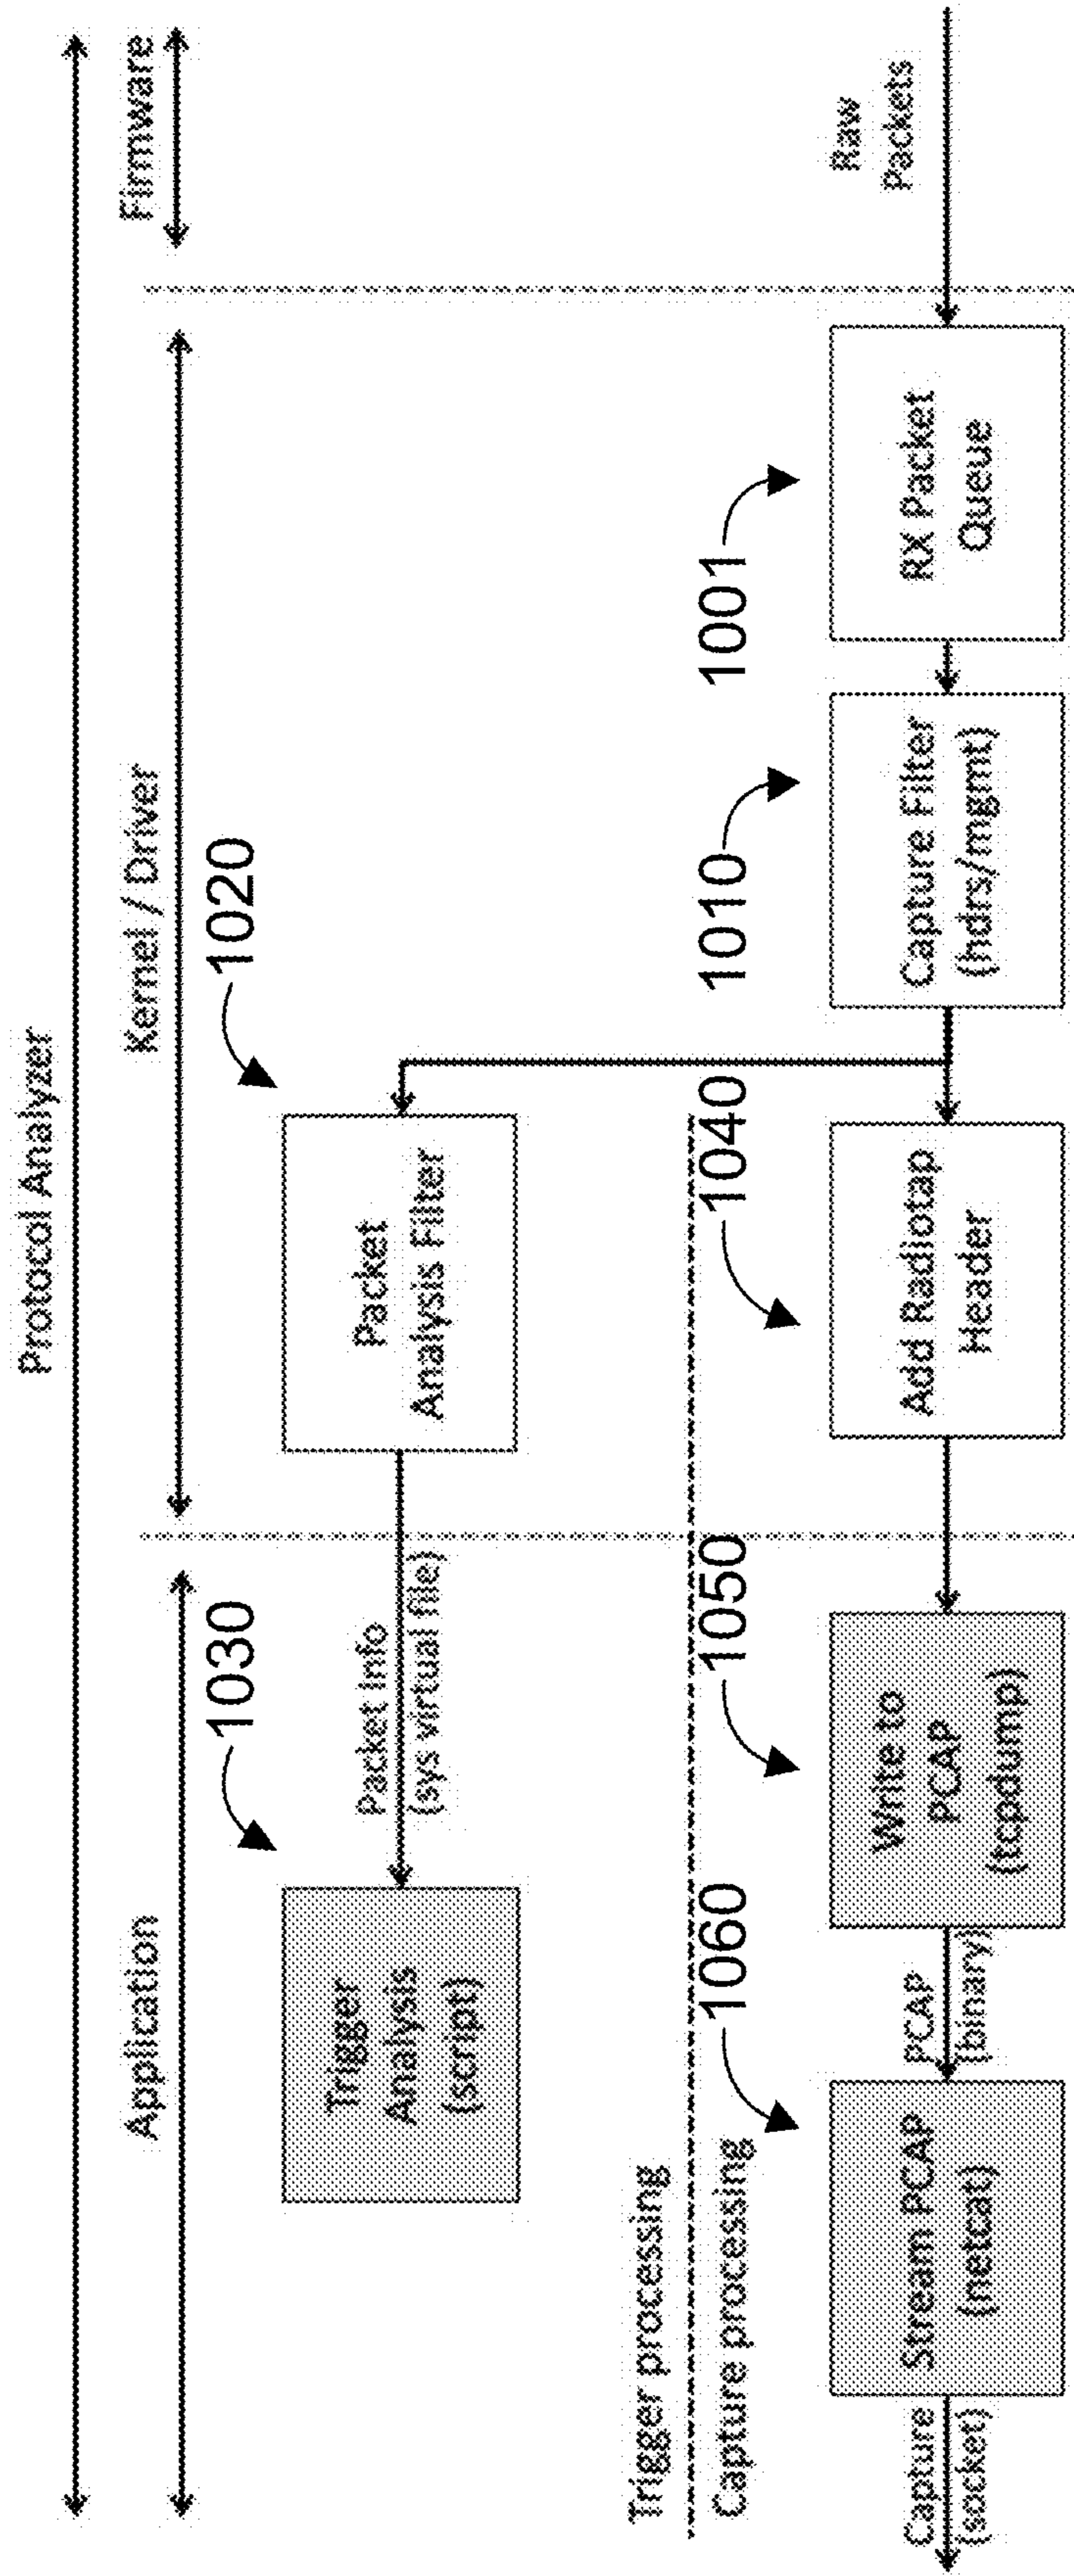 Protocol Analyzer
Application
Kernel / Driver
Firmware
1030
1020
Trigger
Analysis
(script)
Packet Info
(sys virtual file)
Packet
Analysis Filter
Trigger processing
Capture processing
1060
1050
1040
1010
1001
Capture
(socket)
Stream PCAP
(netcat)
PCAP
(binary)
Write to
PCAP
(tcpdump)
Add Radiotap
Header
Capture Filter
(hdrs/mgmt)
RX Packet
Queue
Raw
Packets